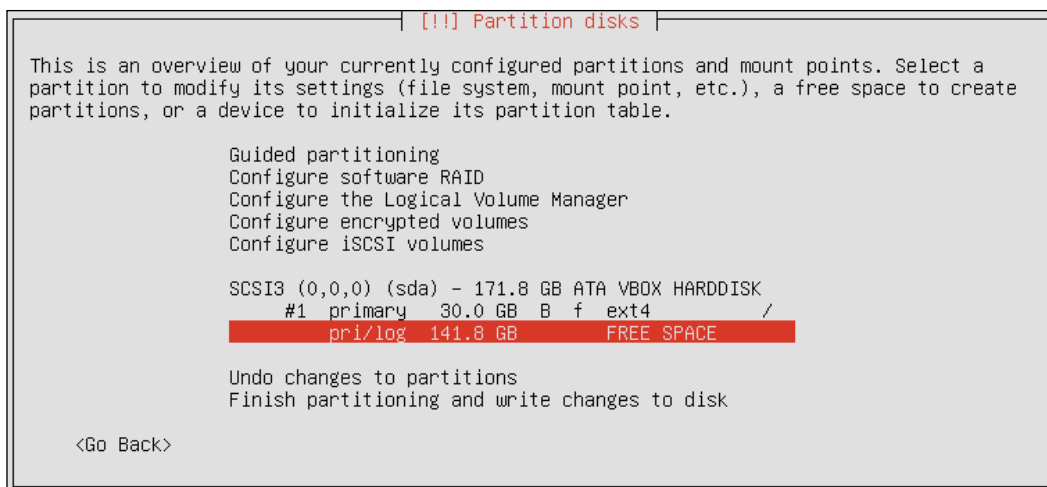 [!!] Partition disks
This is an overview of your currently configured partitions and mount points. Select a
partition to modify its settings (file system, mount point, etc.), a free space to create
partitions, or a device to initialize its partition table.
Guided partitioning
Configure software RAID
Configure the Logical Volume Manager
Configure encrypted volumes
Configure iSCSI volumes
SCSI3 (0,0,0) (sda) - 171.8 GB ATA VBOX HARDDISK
#1 primary 30.0 GB B f ext4 /
pri/log 141.8 GB FREE SPACE
Undo changes to partitions
Finish partitioning and write changes to disk
<Go Back>